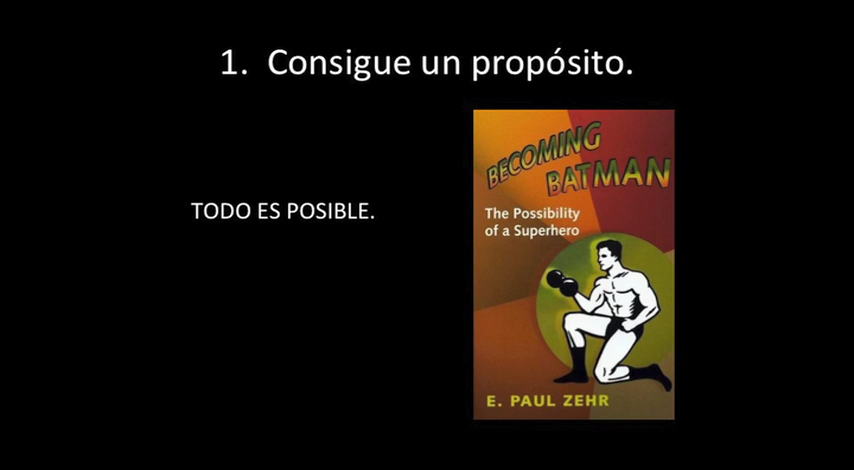 1. Consigue un propósito.
TODO ES POSIBLE.
BECOMING
BATMAN
The Possibility
of a Superhero
E. PAUL ZEHR